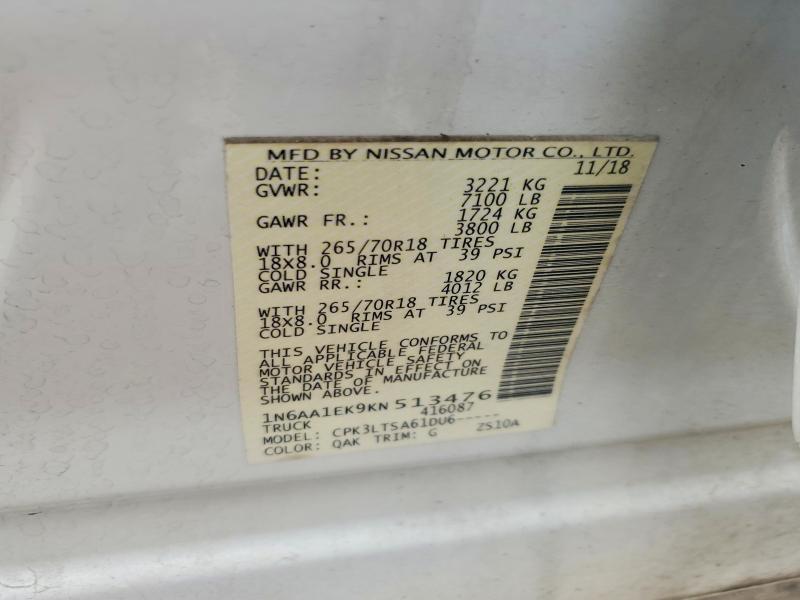 MFD BY NISSAN MOTOR CO., LTD.
DATE: 11/18
GVWR: 3221 KG
7100 LB
GAWR FR.: 1724 KG
3800 LB
WITH 265/70R18 TIRES
18X8.0 RIMS AT 39 PSI
COLD SINGLE
GAWR RR.: 1820 KG
4012 LB
WITH 265/70R18 TIRES
18X8.0 RIMS AT 39 PSI
COLD SINGLE
THIS VEHICLE CONFORMS TO
ALL APPLICABLE FEDERAL
MOTOR VEHICLE SAFETY
STANDARDS IN EFFECT ON
THE DATE OF MANUFACTURE
SHOWN ABOVE.
1N6AA1EK9KN513476
TRUCK 416087
MODEL: CPK3LTSA61DU6-----
COLOR: QAK TRIM: G ZS10A